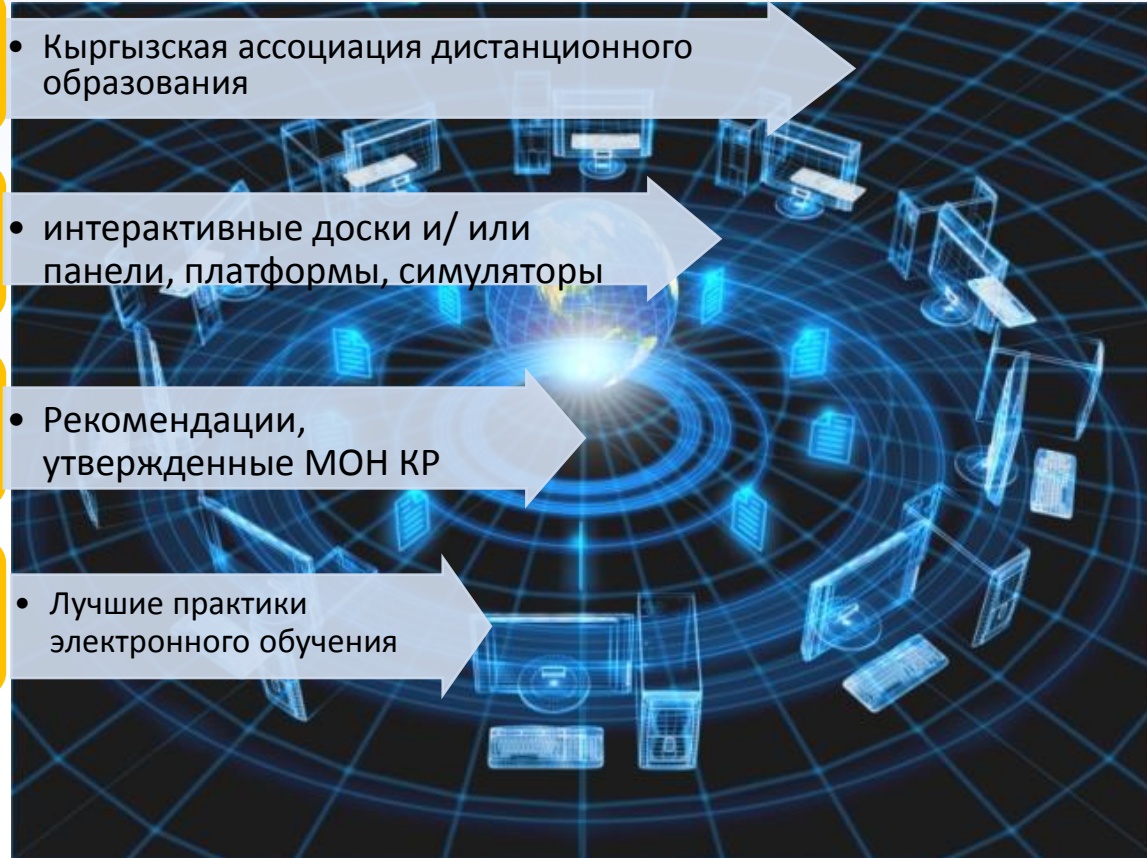 • Кыргызская ассоциация дистанционного
образования
• интерактивные доски и/ или
панели, платформы, симуляторы
• Рекомендации,
утвержденные МОН КР
• Лучшие практики
электронного обучения